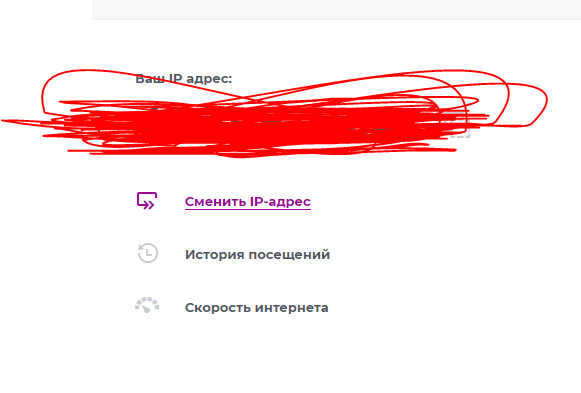 Ваш IP адрес:
Сменить IP-адрес
История посещений
Скорость интернета